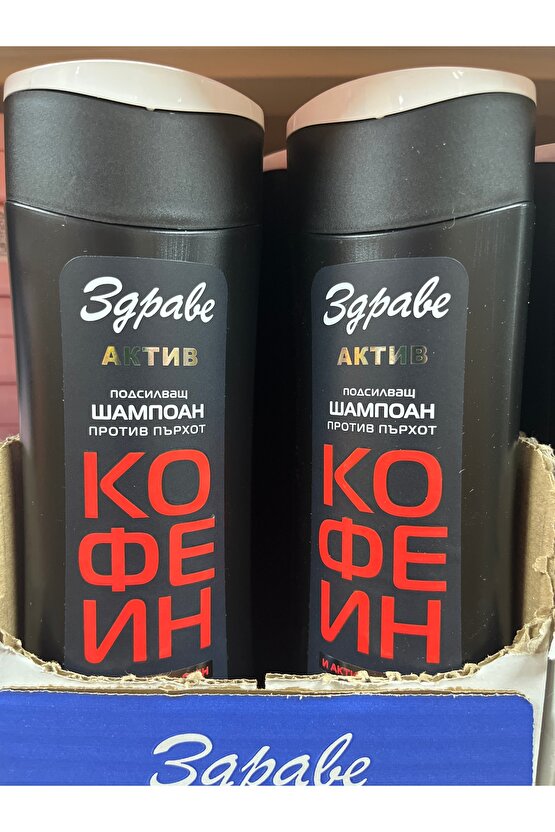 Здраве
АКТИВ
ПОДСИЛВАЩ
ШАМПОАН
ПРОТИВ ПЪРХОТ
КО
ФЕ
ИН
Здраве
АКТИВ
ПОДСИЛВАЩ
ШАМПОАН
ПРОТИВ ПЪРХОТ
КО
ФЕ
ИН
Здраве